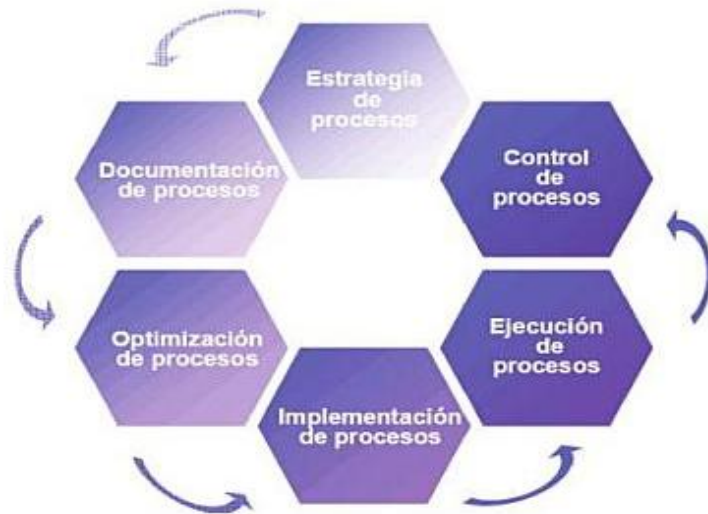 Estrategia
de
procesos
Documentación
de procesos
Optimización
de procesos
Implementación
de procesos
Ejecución
de
procesos
Control
de
procesos